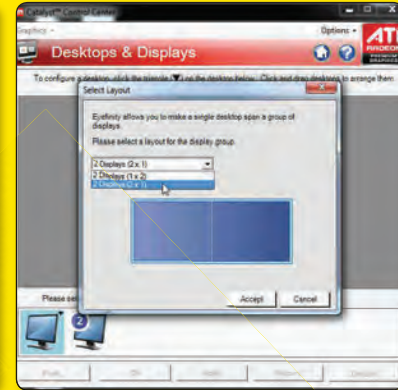 Catalyst™ Control Center
Graphics
Options
ATI
RADEON
GRAPHICS
Desktops & Displays
To configure a desktop, click the triangle (▼) on the desktop below. Click and drag desktops to arrange them
Select Layout
Eyefinity allows you to make a single desktop span a group of
displays.
Please select a layout for the display group.
2 Displays (2 x 1)
2 Displays (1 x 2)
2 Displays (2 x 1)
Accept
Cancel
Please sel
2